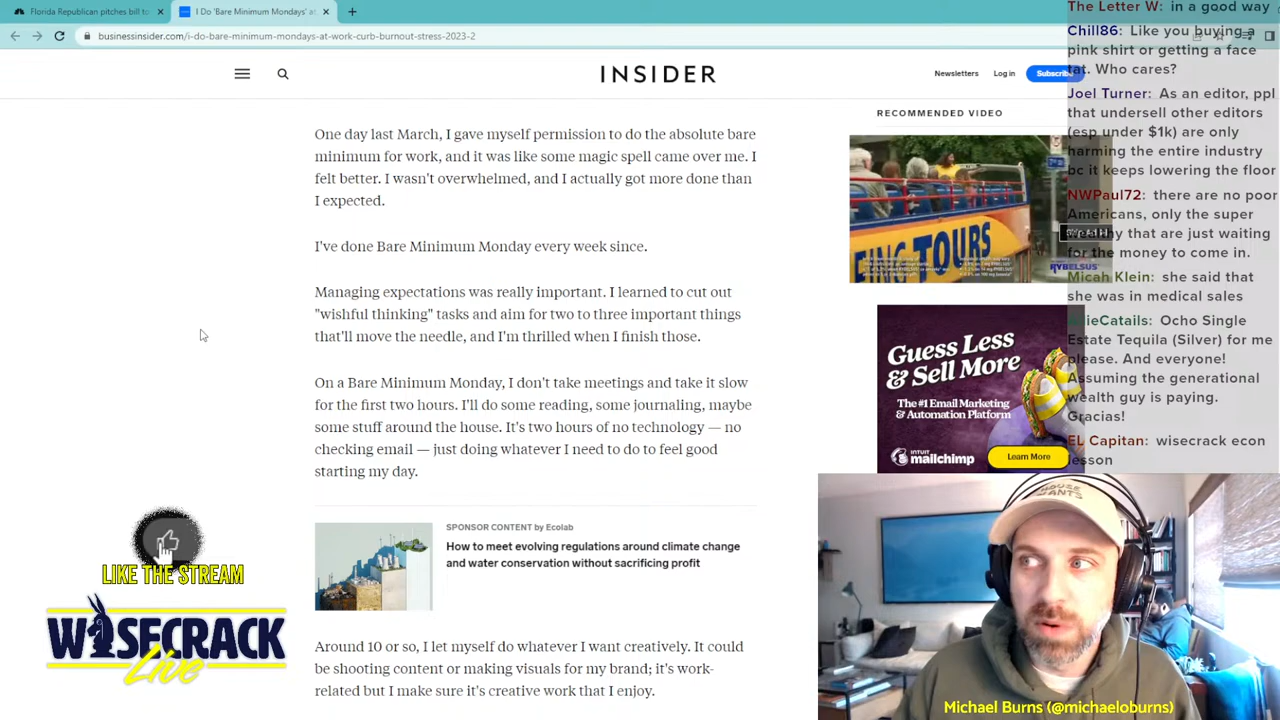 Florida Republican pitches bill to
I Do 'Bare Minimum Mondays' at
businessinsider.com/i-do-bare-minimum-mondays-at-work-curb-burnout-stress-2023-2
INSIDER
Newsletters
Log in
Subscribe
One day last March, I gave myself permission to do the absolute bare
minimum for work, and it was like some magic spell came over me. I
felt better. I wasn't overwhelmed, and I actually got more done than
I expected.
I've done Bare Minimum Monday every week since.
Managing expectations was really important. I learned to cut out
"wishful thinking" tasks and aim for two to three important things
that'll move the needle, and I'm thrilled when I finish those.
On a Bare Minimum Monday, I don't take meetings and take it slow
for the first two hours. I'll do some reading, some journaling, maybe
some stuff around the house. It's two hours of no technology — no
checking email — just doing whatever I need to do to feel good
starting my day.
SPONSOR CONTENT by Ecolab
How to meet evolving regulations around climate change
and water conservation without sacrificing profit
Around 10 or so, I let myself do whatever I want creatively. It could
be shooting content or making visuals for my brand; it's work-
related but I make sure it's creative work that I enjoy.
RECOMMENDED VIDEO
ING TOURS
RYBELSUS
Guess Less
& Sell More
The #1 Email Marketing
& Automation Platform
INTUIT
mailchimp
Learn More
The Letter W: in a good way
Chill86: Like you buying a
pink shirt or getting a face
tat. Who cares?
Joel Turner: As an editor, ppl
that undersell other editors
(esp under $1k) are only
harming the entire industry
bc it keeps lowering the floor
NWPaul72: there are no poor
Americans, only the super
wealthy that are just waiting
for the money to come in.
Micah Klein: she said that
she was in medical sales
Ocho Single
Estate Tequila (Silver) for me
please. And everyone!
Assuming the generational
wealth guy is paying.
Gracias!
EL Capitan: wisecrack econ
lesson
LIKE THE STREAM
WISECRACK
Live
HOUSE
WANTS
Michael Burns (@michaeloburns)